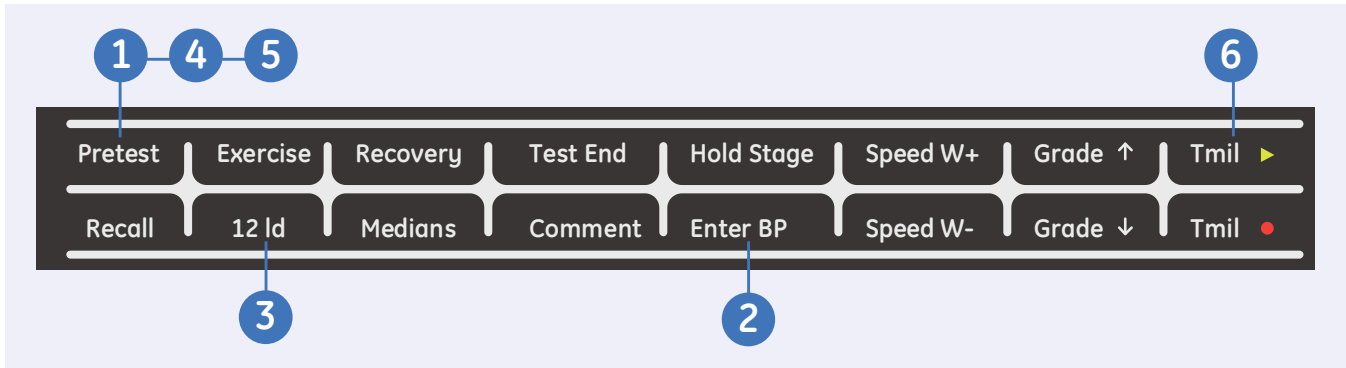 1 4 5 6
Pretest Exercise Recovery Test End Hold Stage Speed W+ Grade ↑ Tmil ▶
Recall 12 ld Medians Comment Enter BP Speed W- Grade ↓ Tmil ●
3 2